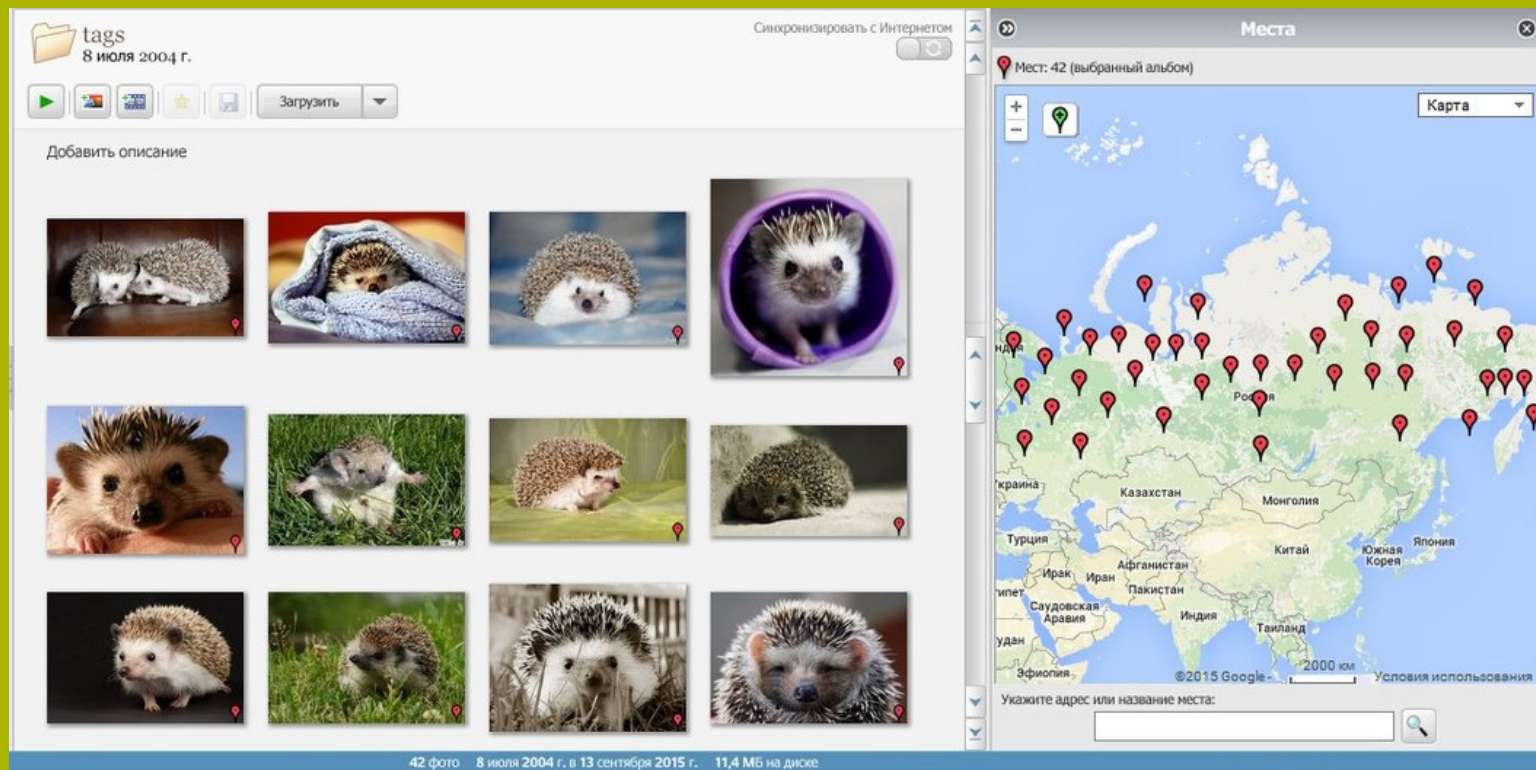 tags
8 июля 2004 г.
Синхронизировать с Интернетом
Загрузить
Добавить описание
Места
Мест: 42 (выбранный альбом)
Карта
Россия
Украина
Казахстан
Монголия
Турция
Китай
Южная
Корея
Япония
Афганистан
Ирак
Иран
Пакистан
Саудовская
Аравия
Индия
Таиланд
Эфиопия
©2015 Google -
2000 км
Условия использования
Укажите адрес или название места:
42 фото 8 июля 2004 г. в 13 сентября 2015 г. 11,4 МБ на диске